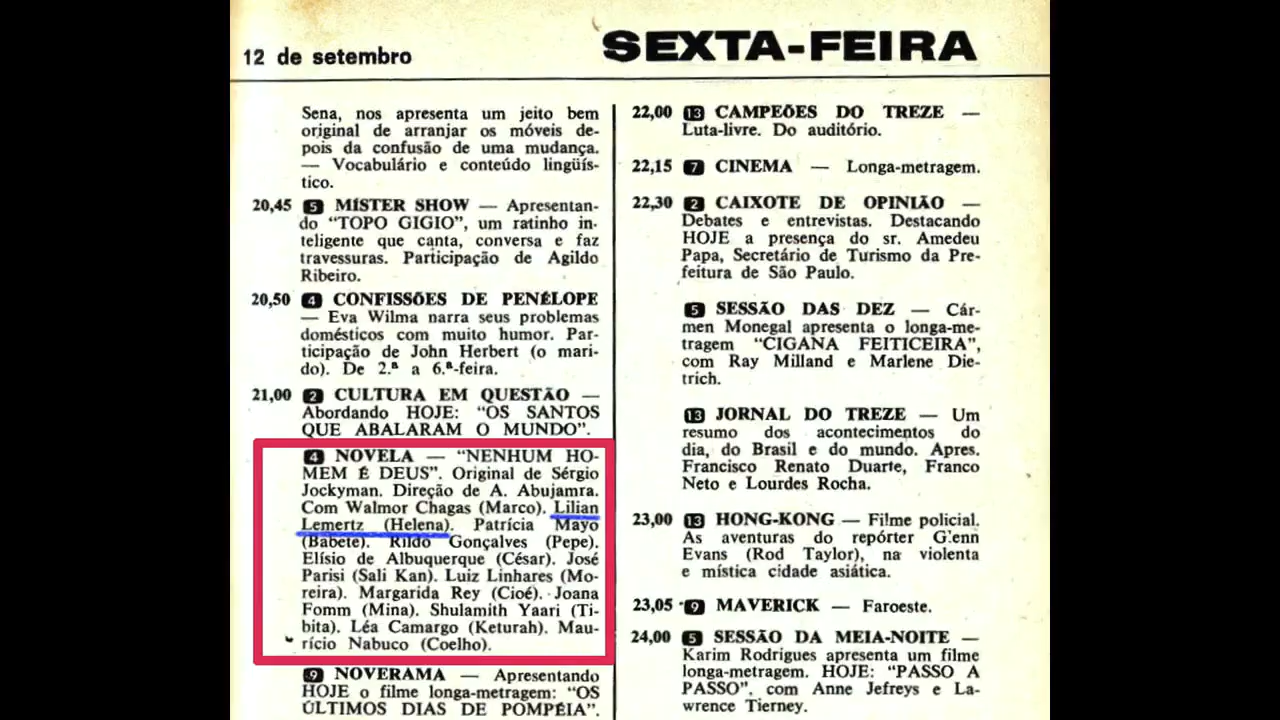 12 de setembro
SEXTA-FEIRA
Sena, nos apresenta um jeito bem
original de arranjar os móveis de-
pois da confusão de uma mudança.
— Vocabulário e conteúdo lingüís-
tico.
20,45 5 MÍSTER SHOW — Apresentan-
do "TOPO GIGIO", um ratinho in-
teligente que canta, conversa e faz
travessuras. Participação de Agildo
Ribeiro.
20,50 4 CONFISSÕES DE PENÉLOPE
— Eva Wilma narra seus problemas
domésticos com muito humor. Par-
ticipação de John Herbert (o mari-
do). De 2.ª a 6.ª-feira.
21,00 2 CULTURA EM QUESTÃO —
Abordando HOJE: "OS SANTOS
QUE ABALARAM O MUNDO".
4 NOVELA — "NENHUM HO-
MEM É DEUS". Original de Sérgio
Jockyman. Direção de A. Abujamra.
Com Walmor Chagas (Marco). Lilian
Lemertz (Helena). Patrícia Mayo
(Babete). Rildo Gonçalves (Pepe).
Elísio de Albuquerque (César). José
Parisi (Sali Kan). Luiz Linhares (Mo-
reira). Margarida Rey (Cioé). Joana
Fomm (Mina). Shulamith Yaari (Ti-
bita). Léa Camargo (Keturah). Mau-
rício Nabuco (Coelho).
9 NOVERAMA — Apresentando
HOJE o filme longa-metragem: "OS
ÚLTIMOS DIAS DE POMPÉIA".
22,00 13 CAMPEÕES DO TREZE —
Luta-livre. Do auditório.
22,15 7 CINEMA — Longa-metragem.
22,30 2 CAIXOTE DE OPINIÃO —
Debates e entrevistas. Destacando
HOJE a presença do sr. Amedeu
Papa, Secretário de Turismo da Pre-
feitura de São Paulo.
5 SESSÃO DAS DEZ — Cár-
men Monegal apresenta o longa-me-
tragem "CIGANA FEITICEIRA",
com Ray Milland e Marlene Die-
trich.
13 JORNAL DO TREZE — Um
resumo dos acontecimentos do
dia, do Brasil e do mundo. Apres.
Francisco Renato Duarte, Franco
Neto e Lourdes Rocha.
23,00 13 HONG-KONG — Filme policial.
As aventuras do repórter Glenn
Evans (Rod Taylor), na violenta
e mística cidade asiática.
23,05 9 MAVERICK — Faroeste.
24,00 5 SESSÃO DA MEIA-NOITE —
Karim Rodrigues apresenta um filme
longa-metragem. HOJE: "PASSO A
PASSO", com Anne Jefreys e La-
wrence Tierney.